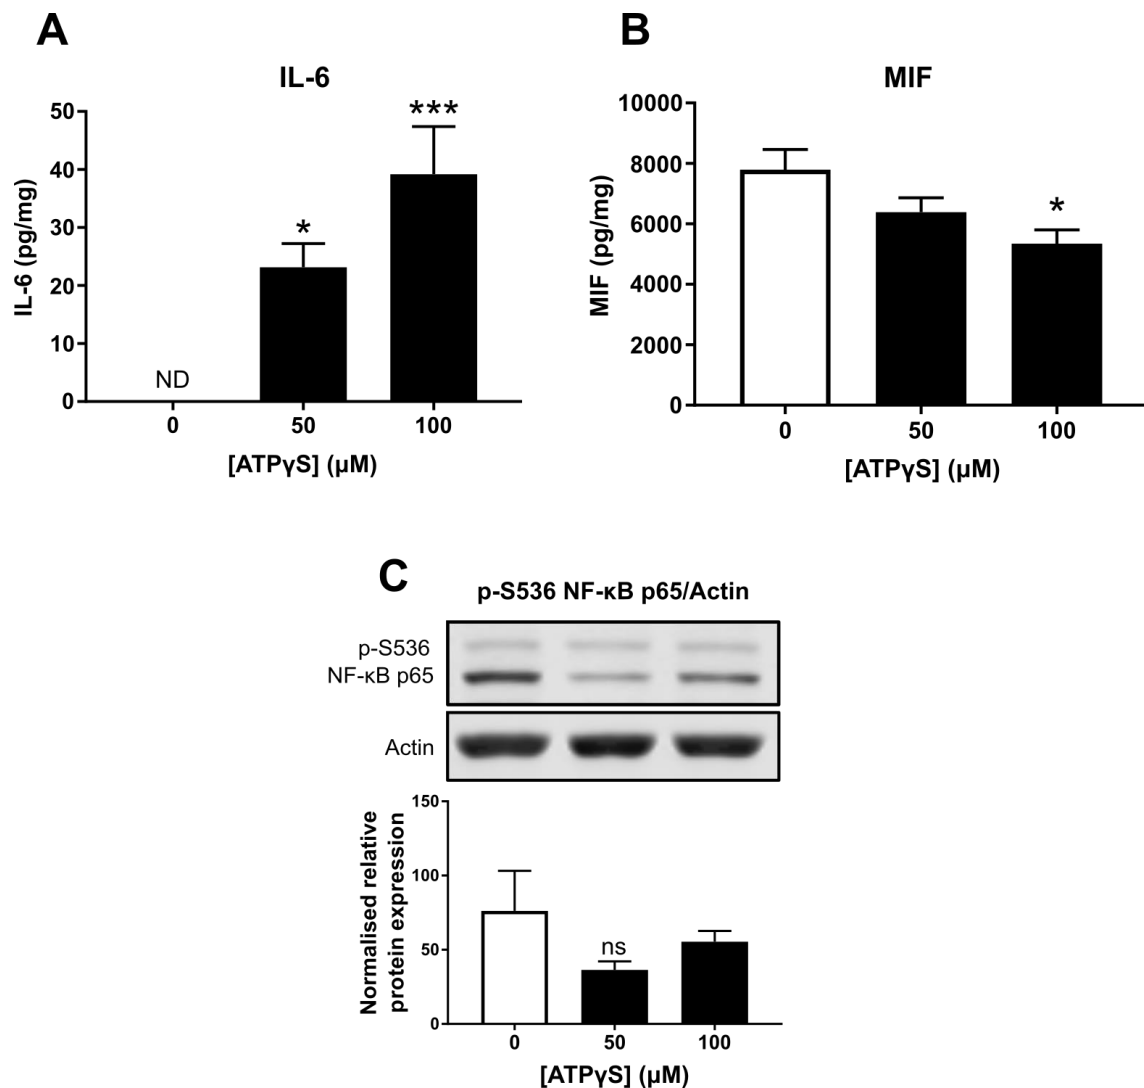 A
IL-6
IL-6 (pg/mg)
50
40
30
20
10
0
ND
*
***
0 50 100
[ATPγS] (μM)
B
MIF
MIF (pg/mg)
10000
8000
6000
4000
2000
0
*
0 50 100
[ATPγS] (μM)
C
p-S536 NF-κB p65/Actin
p-S536
NF-κB p65
Actin
Normalised relative
protein expression
150
100
50
0
ns
0 50 100
[ATPγS] (μM)